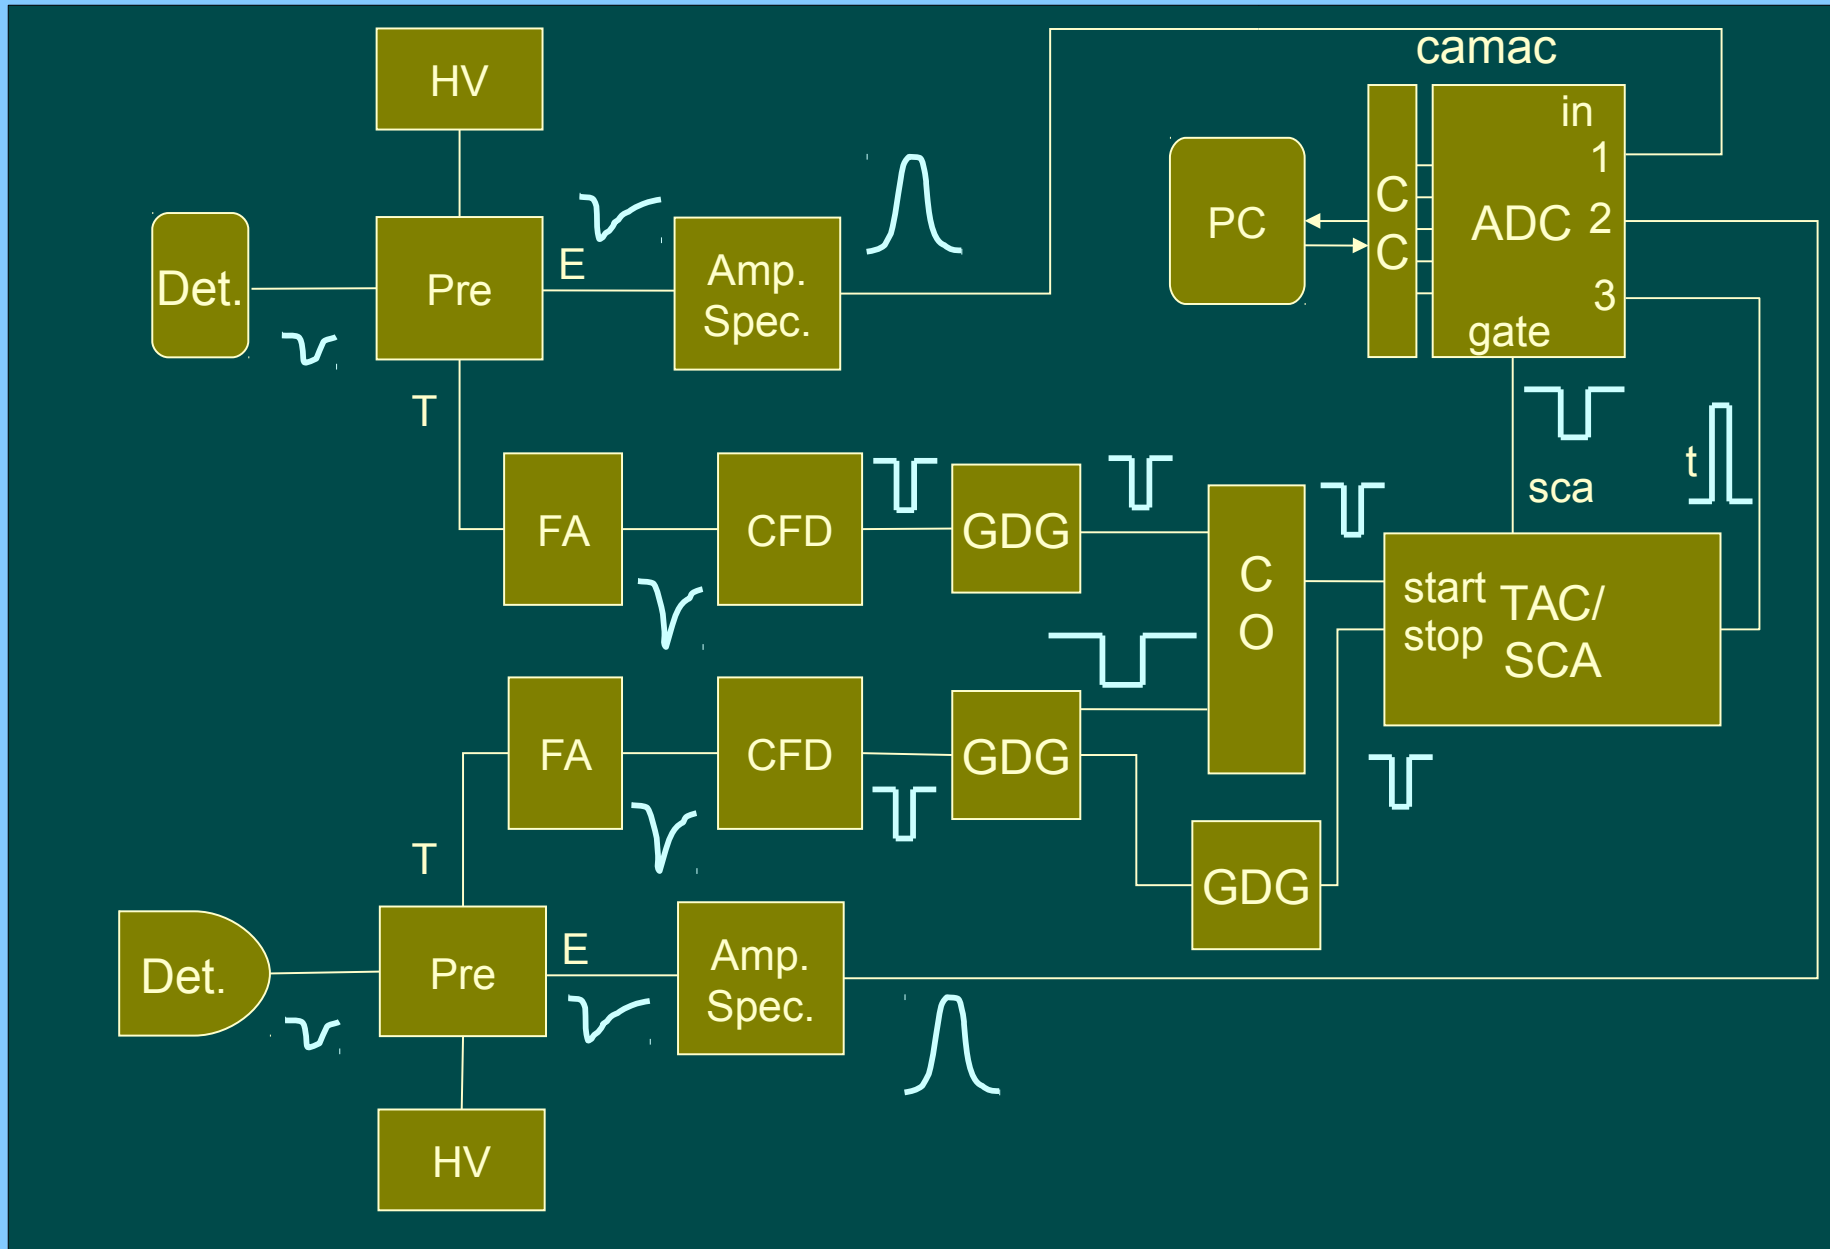 camac
HV
in
1
C
C
ADC
2
PC
E
Amp.
Spec.
Det.
Pre
3
gate
T
t
sca
FA
CFD
GDG
C
O
start
stop
TAC/
SCA
FA
CFD
GDG
T
GDG
E
Det.
Pre
Amp.
Spec.
HV